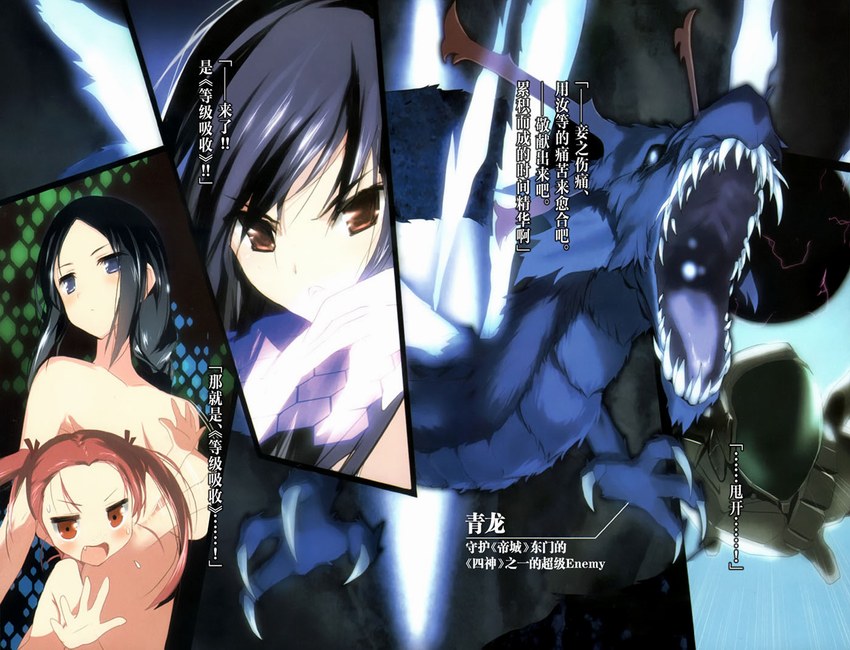 「——妾之伤痛、
用汝等的痛苦来愈合吧。
——敬献出来吧。
累积而成的时间精华啊」
「——来了!!
是《等级吸收》!!」
「那就是、《等级吸收》……!」
「……甩开……!」
青龙
守护《帝城》东门的
《四神》之一的超级Enemy